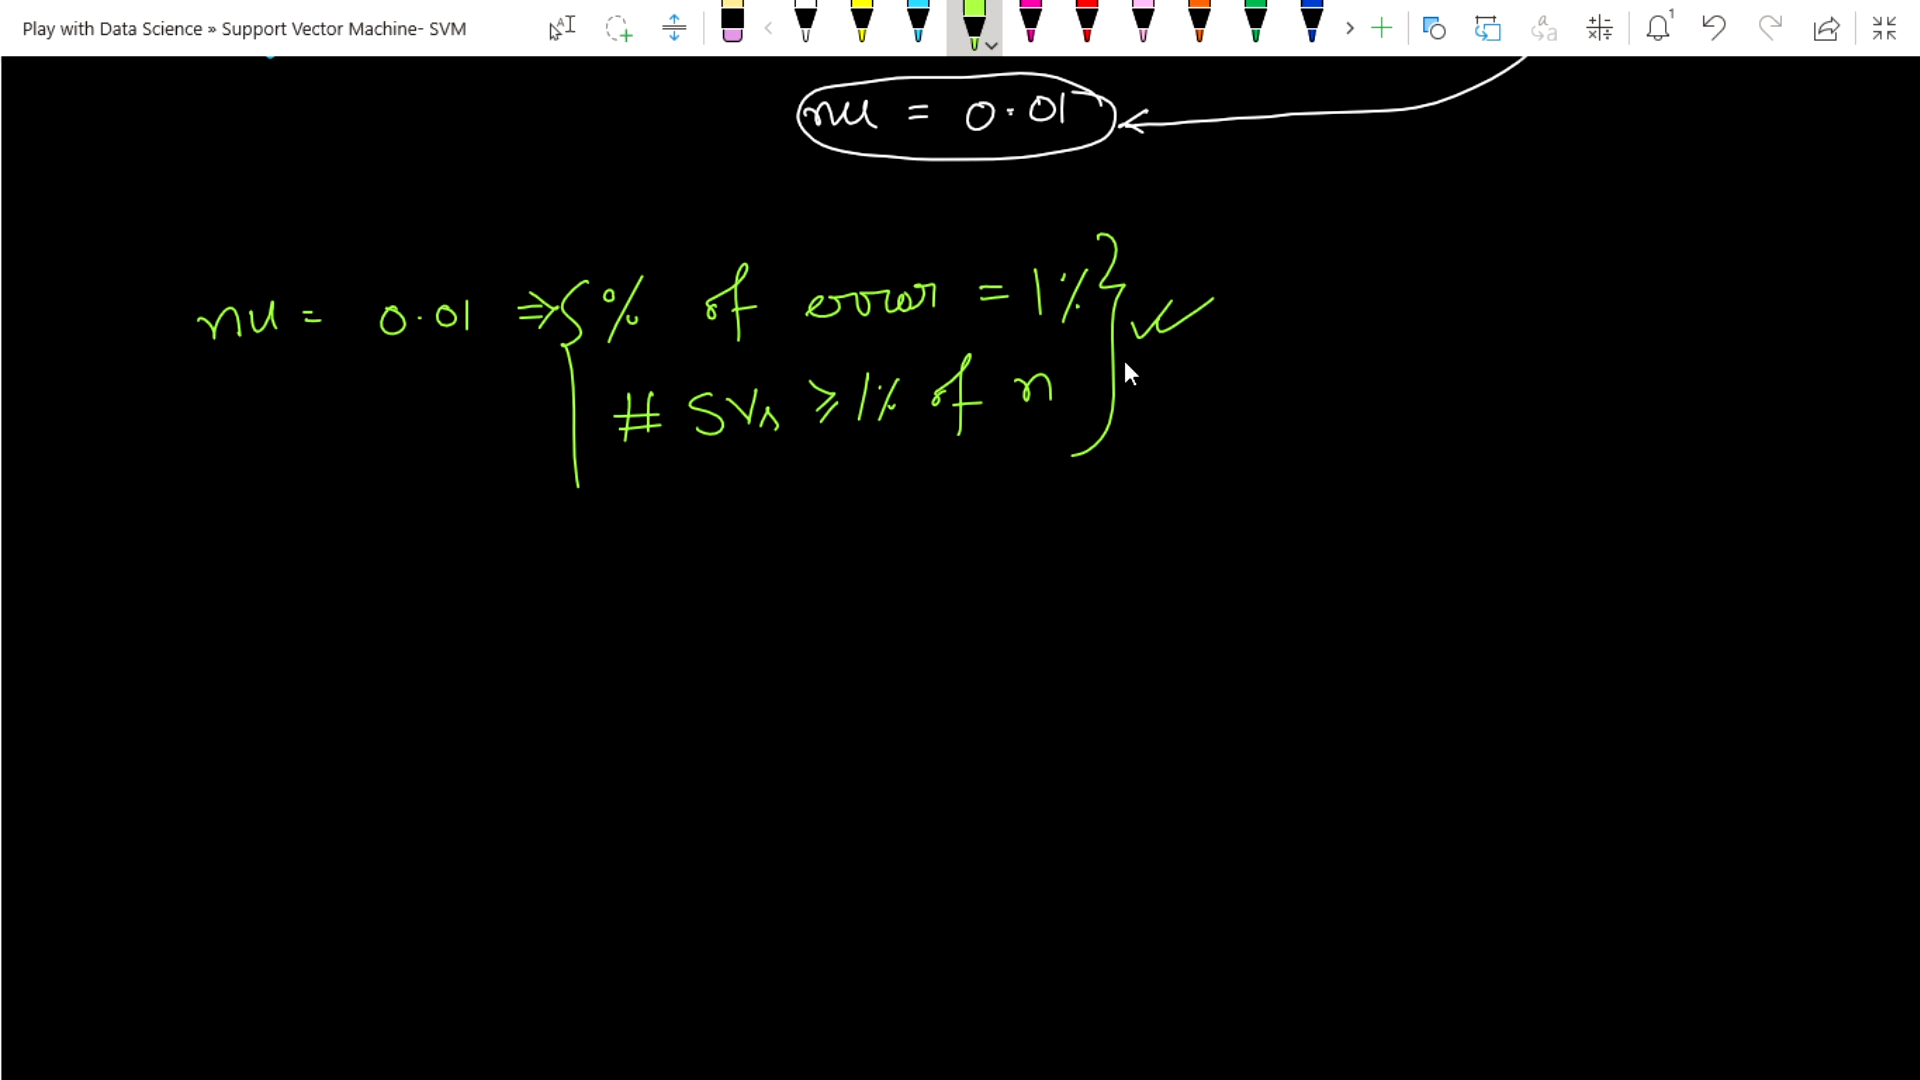 Play with Data Science » Support Vector Machine- SVM
nu = 0.01
nu = 0.01 ⇒ { % of error = 1% }
# SVs ≥ 1% of n